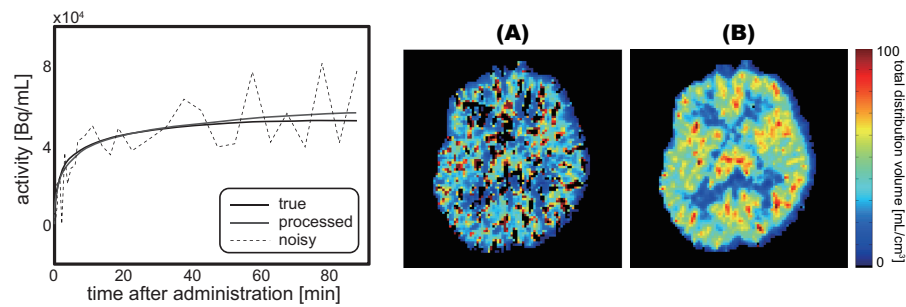 x10⁴
8
4
0
activity [Bq/mL]
true
processed
noisy
0 20 40 60 80
time after administration [min]
(A) (B)
100
0
total distribution volume [mL/cm³]